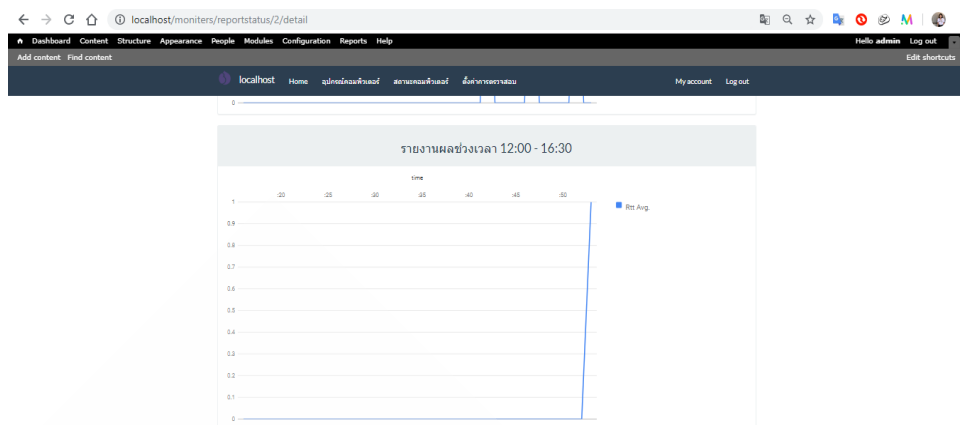 localhost/moniters/reportstatus/2/detail
Dashboard Content Structure Appearance People Modules Configuration Reports Help Hello admin Log out
Add content Find content Edit shortcuts
localhost Home อุปกรณ์คอมพิวเตอร์ สถานะคอมพิวเตอร์ ตั้งค่าการตรวจสอบ My account Log out
0
รายงานผลช่วงเวลา 12:00 - 16:30
time
:20 :25 :30 :35 :40 :45 :50
1
Rtt Avg.
0.9
0.8
0.7
0.6
0.5
0.4
0.3
0.2
0.1
0